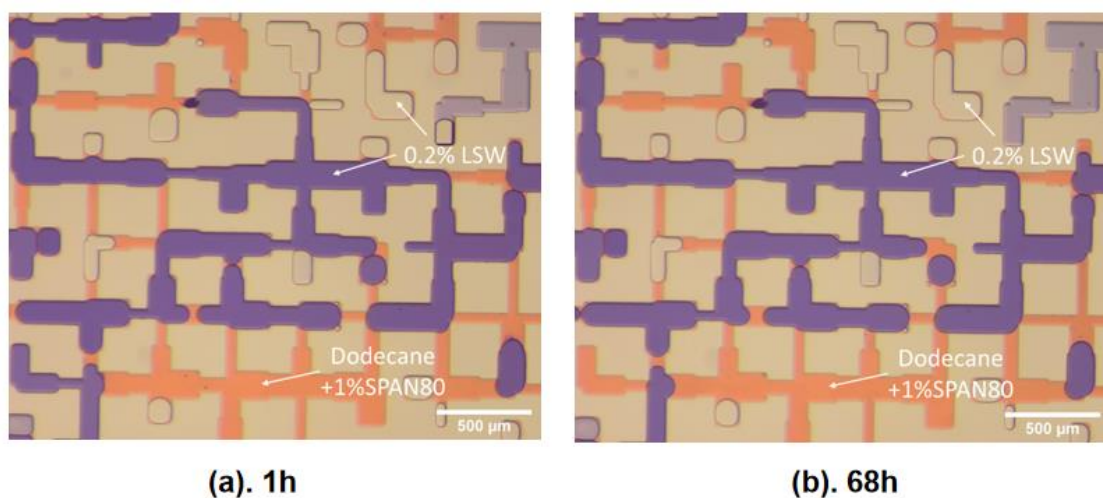 0.2% LSW
Dodecane
+1%SPAN80
500 µm
(a). 1h
0.2% LSW
Dodecane
+1%SPAN80
500 µm
(b). 68h